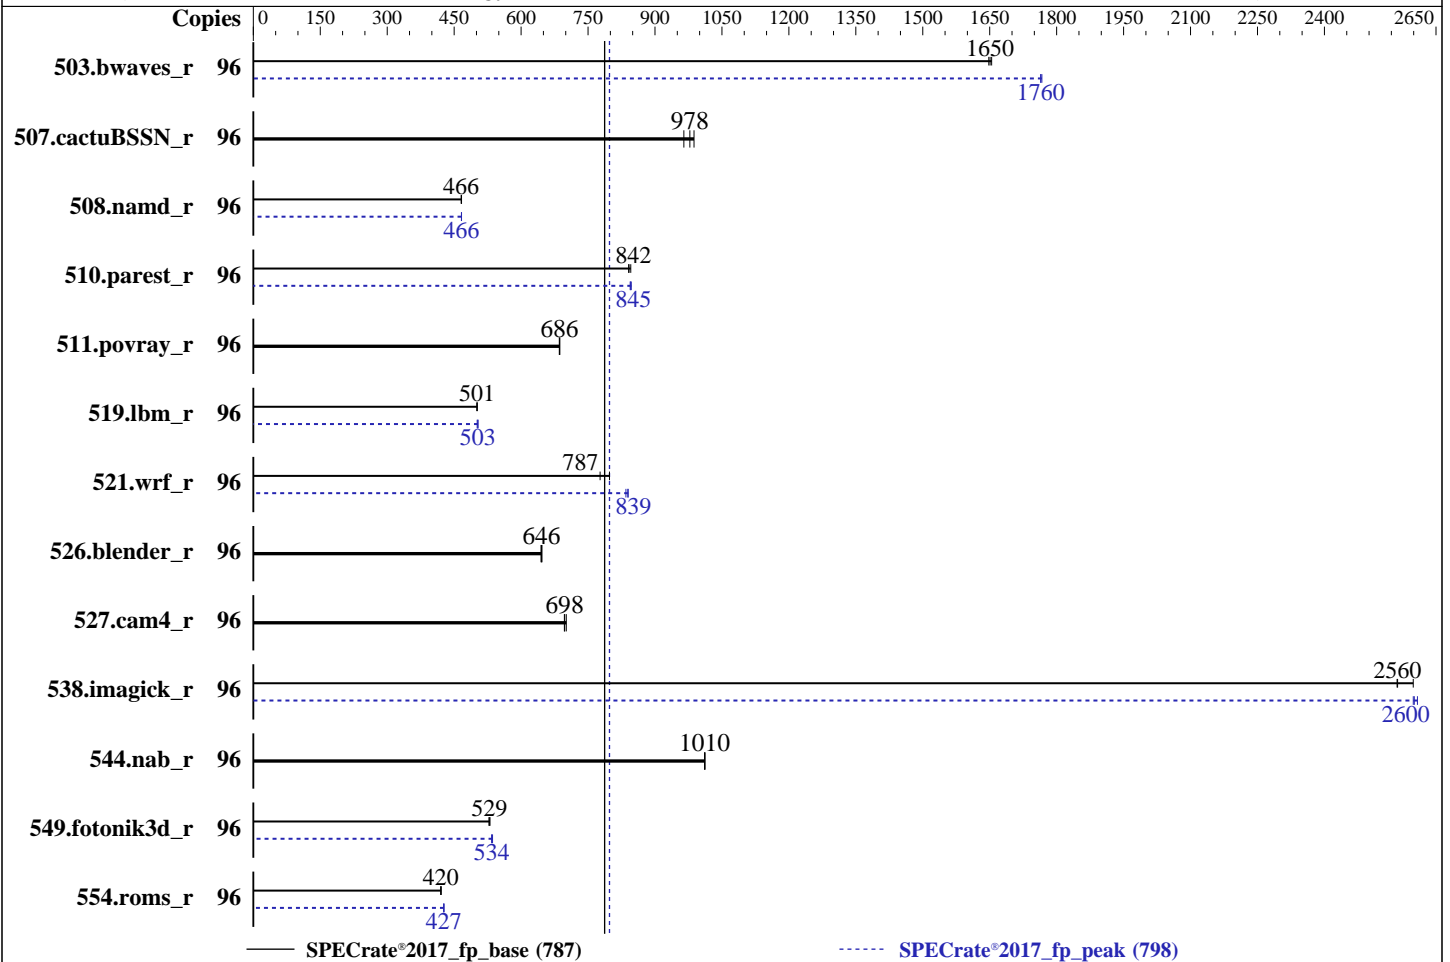 Copies 0 150 300 450 600 750 900 1050 1200 1350 1500 1650 1800 1950 2100 2250 2400 2650
503.bwaves_r 96 1650
1760
507.cactuBSSN_r 96 978
508.namd_r 96 466
466
510.parest_r 96 842
845
511.povray_r 96 686
519.lbm_r 96 501
503
521.wrf_r 96 787
839
526.blender_r 96 646
527.cam4_r 96 698
538.imagick_r 96 2560
2600
544.nab_r 96 1010
549.fotonik3d_r 96 529
534
554.roms_r 96 420
427
SPECrate®2017_fp_base (787) SPECrate®2017_fp_peak (798)